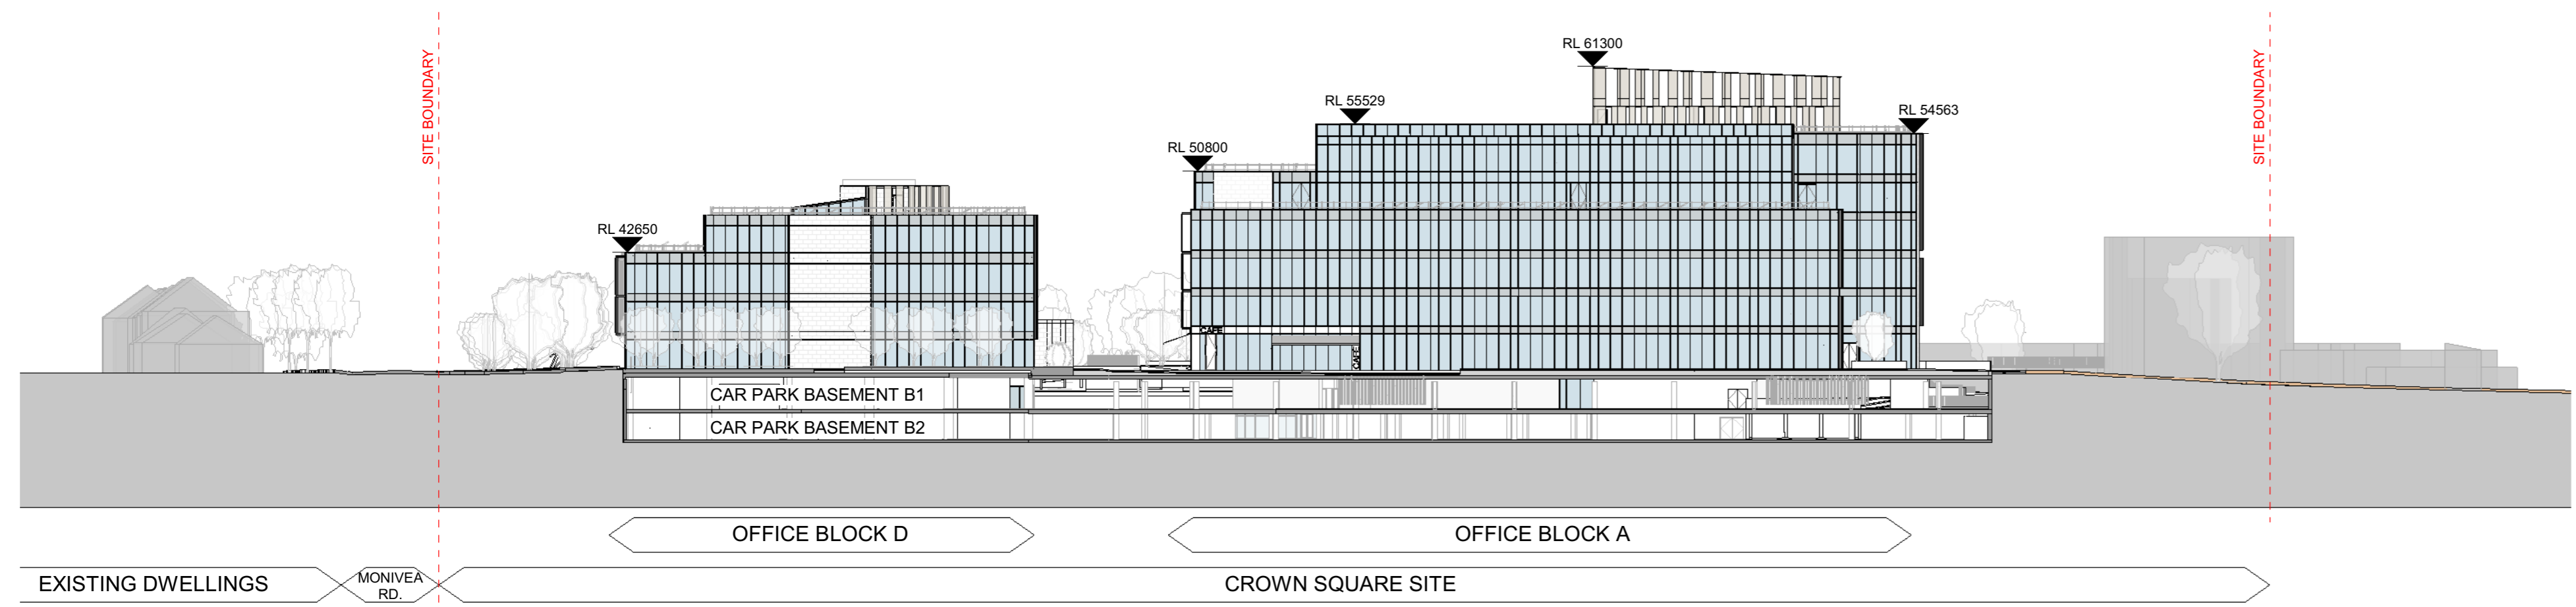 SITE BOUNDARY
RL 42650
RL 50800
RL 55529
RL 61300
RL 54563
SITE BOUNDARY
CAFE
CAFE
CAR PARK BASEMENT B1
CAR PARK BASEMENT B2
OFFICE BLOCK D
OFFICE BLOCK A
EXISTING DWELLINGS
MONIVEA
RD.
CROWN SQUARE SITE